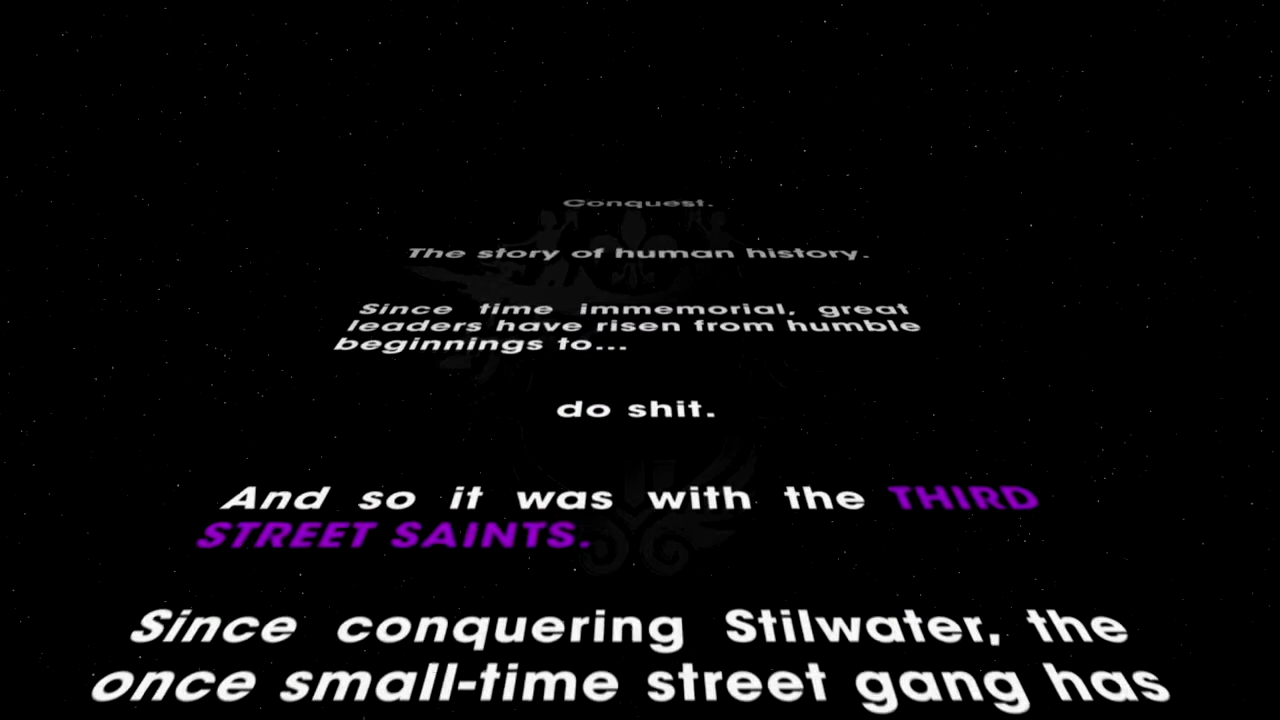 Conquest.
The story of human history.
Since time immemorial, great
leaders have risen from humble
beginnings to...
do shit.
And so it was with the THIRD
STREET SAINTS.
Since conquering Stilwater, the
once small-time street gang has